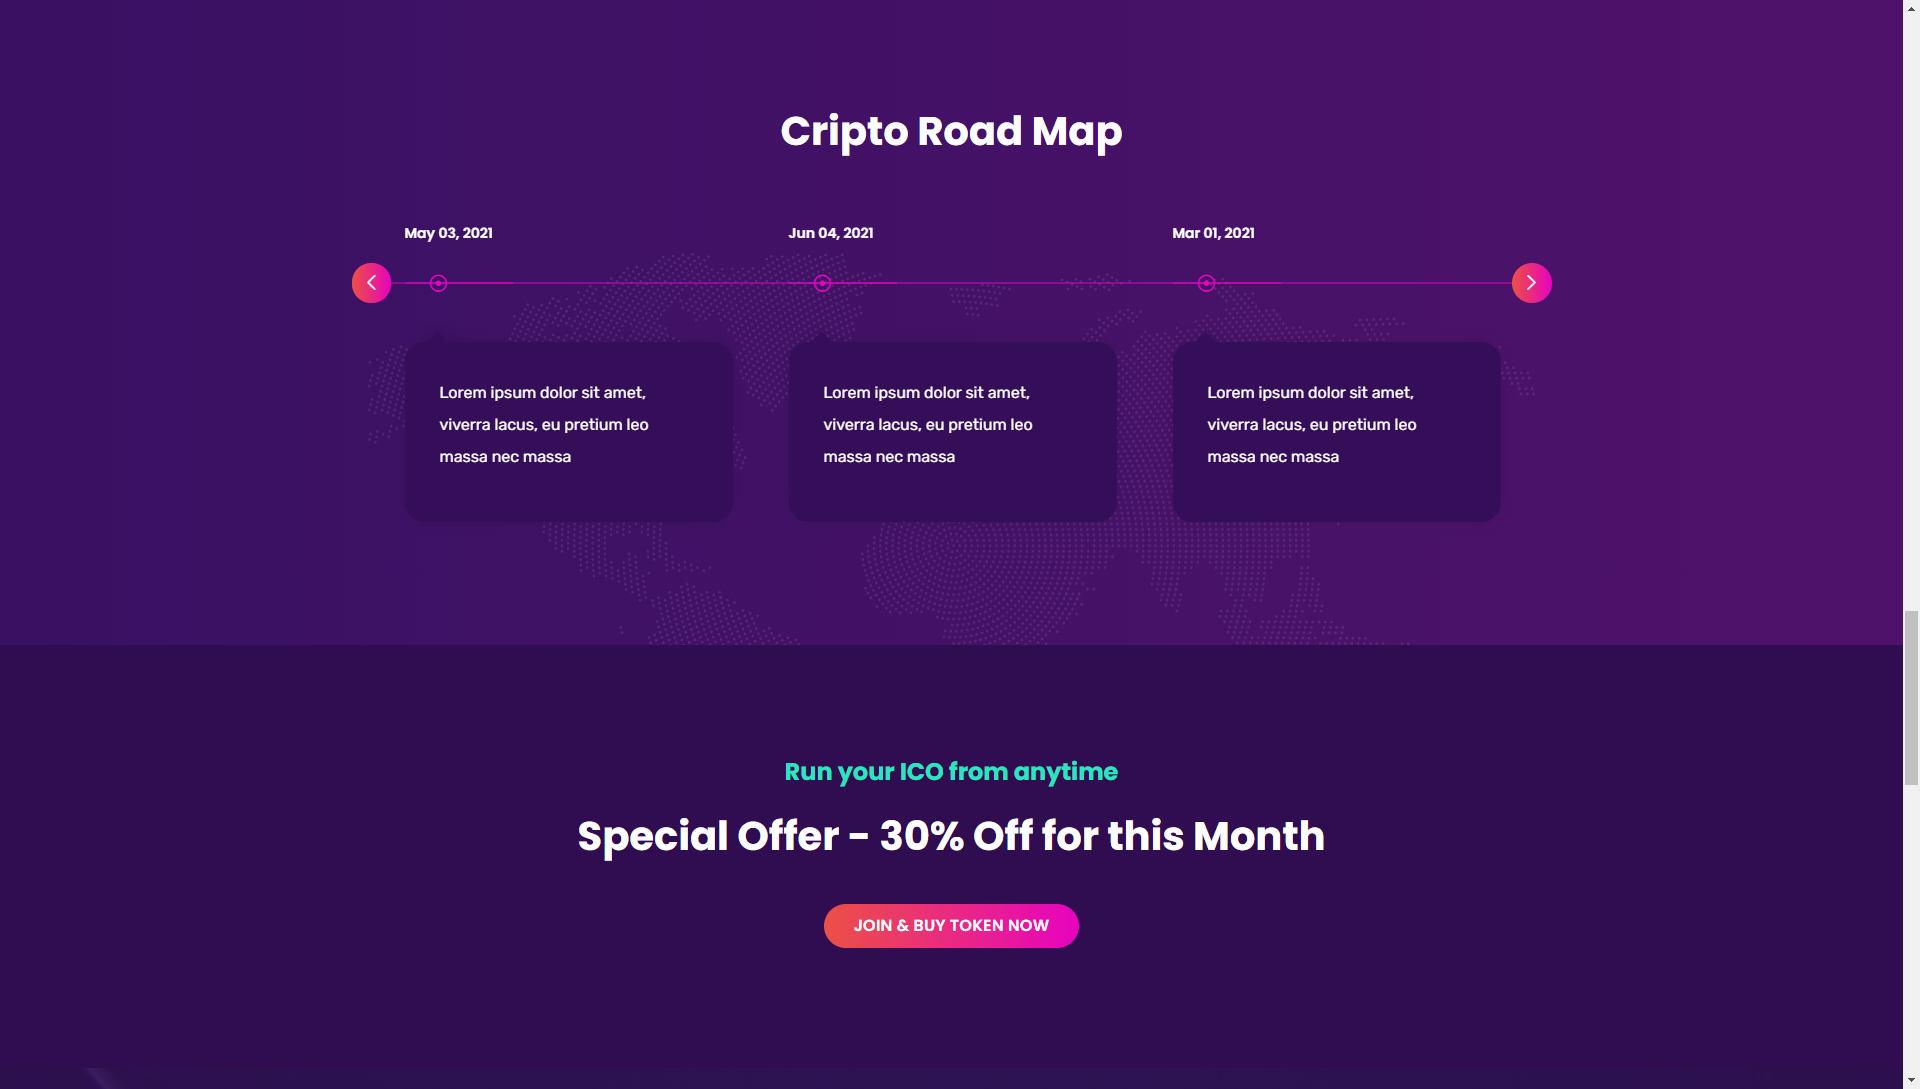 Cripto Road Map
May 03, 2021
Jun 04, 2021
Mar 01, 2021
Lorem ipsum dolor sit amet,
viverra lacus, eu pretium leo
massa nec massa
Lorem ipsum dolor sit amet,
viverra lacus, eu pretium leo
massa nec massa
Lorem ipsum dolor sit amet,
viverra lacus, eu pretium leo
massa nec massa
Run your ICO from anytime
Special Offer - 30% Off for this Month
JOIN & BUY TOKEN NOW